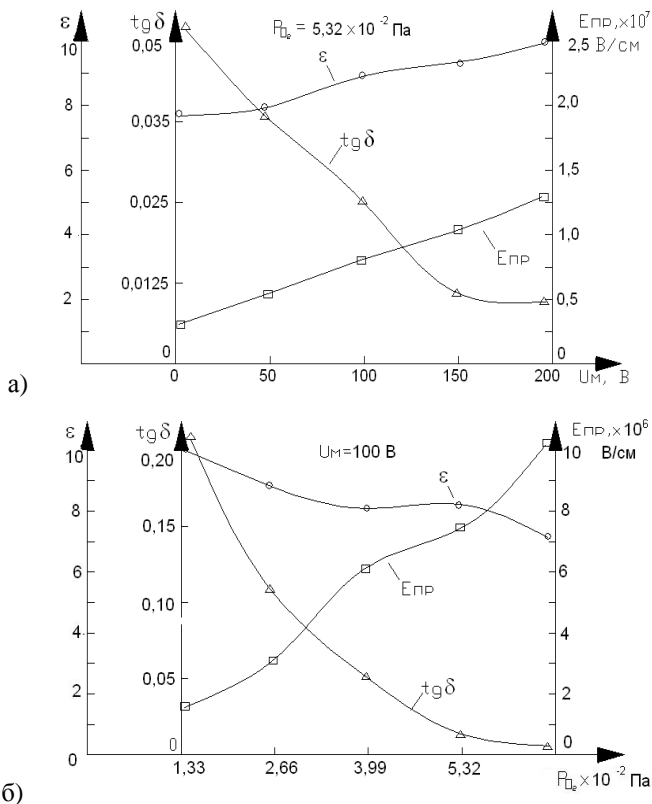 ε tgδ P_O₂ = 5,32 ×10⁻² Па Eпр,×10⁷
10 0,05 2,5 В/см
ε
8 0,035 2,0
tgδ
6 1,5
0,025
4 Eпр 1,0
0,0125
2 0,5
0 0
а) 0 50 100 150 200
Uм, В
ε tgδ Uм=100 В Eпр,×10⁶
10 0,20 10 В/см
ε
8 0,15 8
6 Eпр 6
0,10
4 4
0,05
2 tgδ 2
0 0 0
1,33 2,66 3,99 5,32
б) P_O₂ ×10⁻² Па